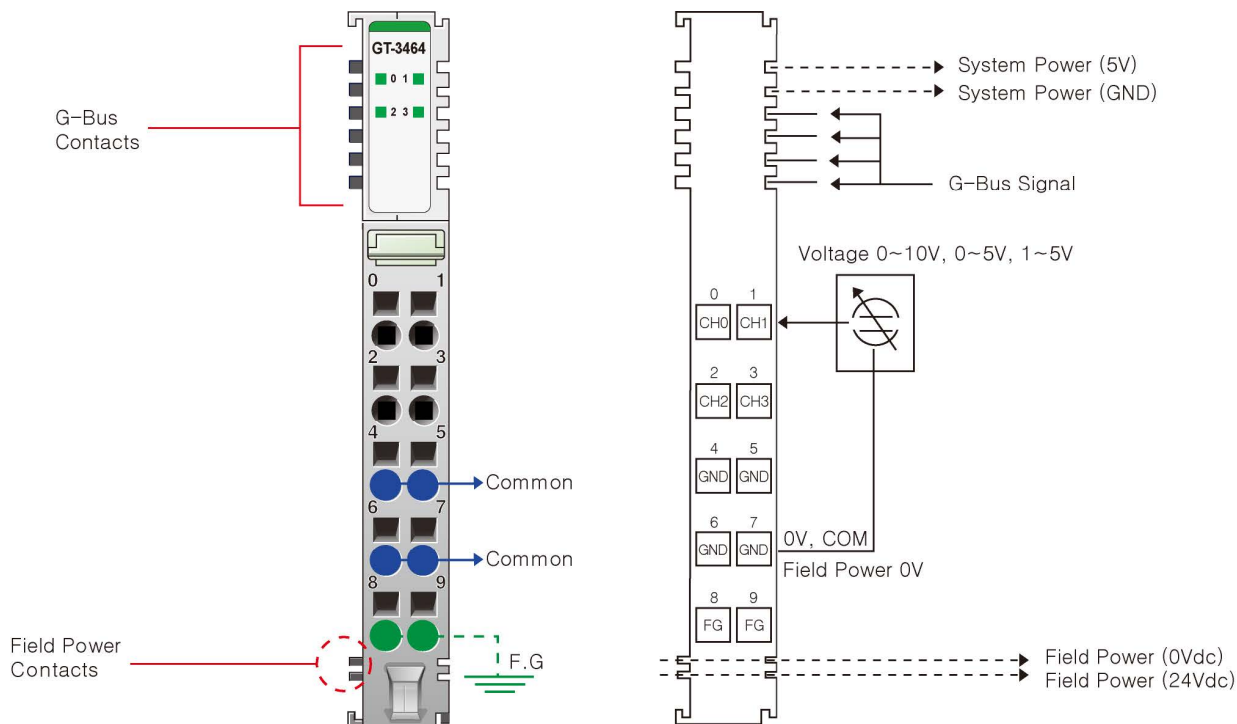 GT-3464
0 1
2 3
G-Bus
Contacts
0 1
2 3
4 5
Common
6 7
Common
8 9
F.G
Field Power
Contacts
System Power (5V)
System Power (GND)
G-Bus Signal
Voltage 0~10V, 0~5V, 1~5V
0 1
CH0 CH1
2 3
CH2 CH3
4 5
GND GND
6 7
GND GND
0V, COM
Field Power 0V
8 9
FG FG
Field Power (0Vdc)
Field Power (24Vdc)